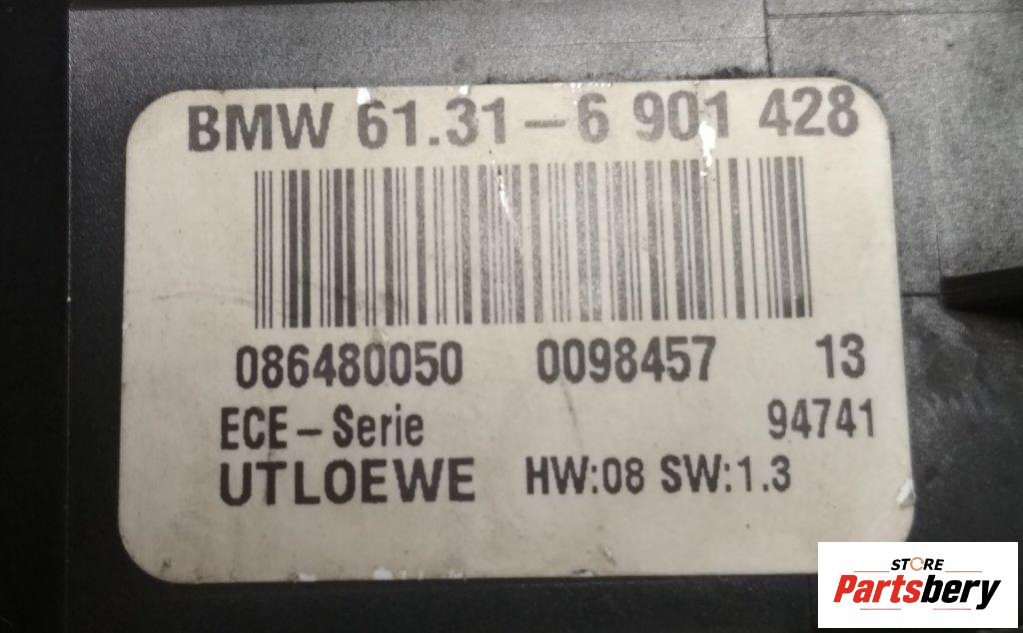 BMW 61.31-6 901 428
086480050 0098457 13
ECE-Serie 94741
UTLOEWE HW:08 SW:1.3
STORE
Partsbery